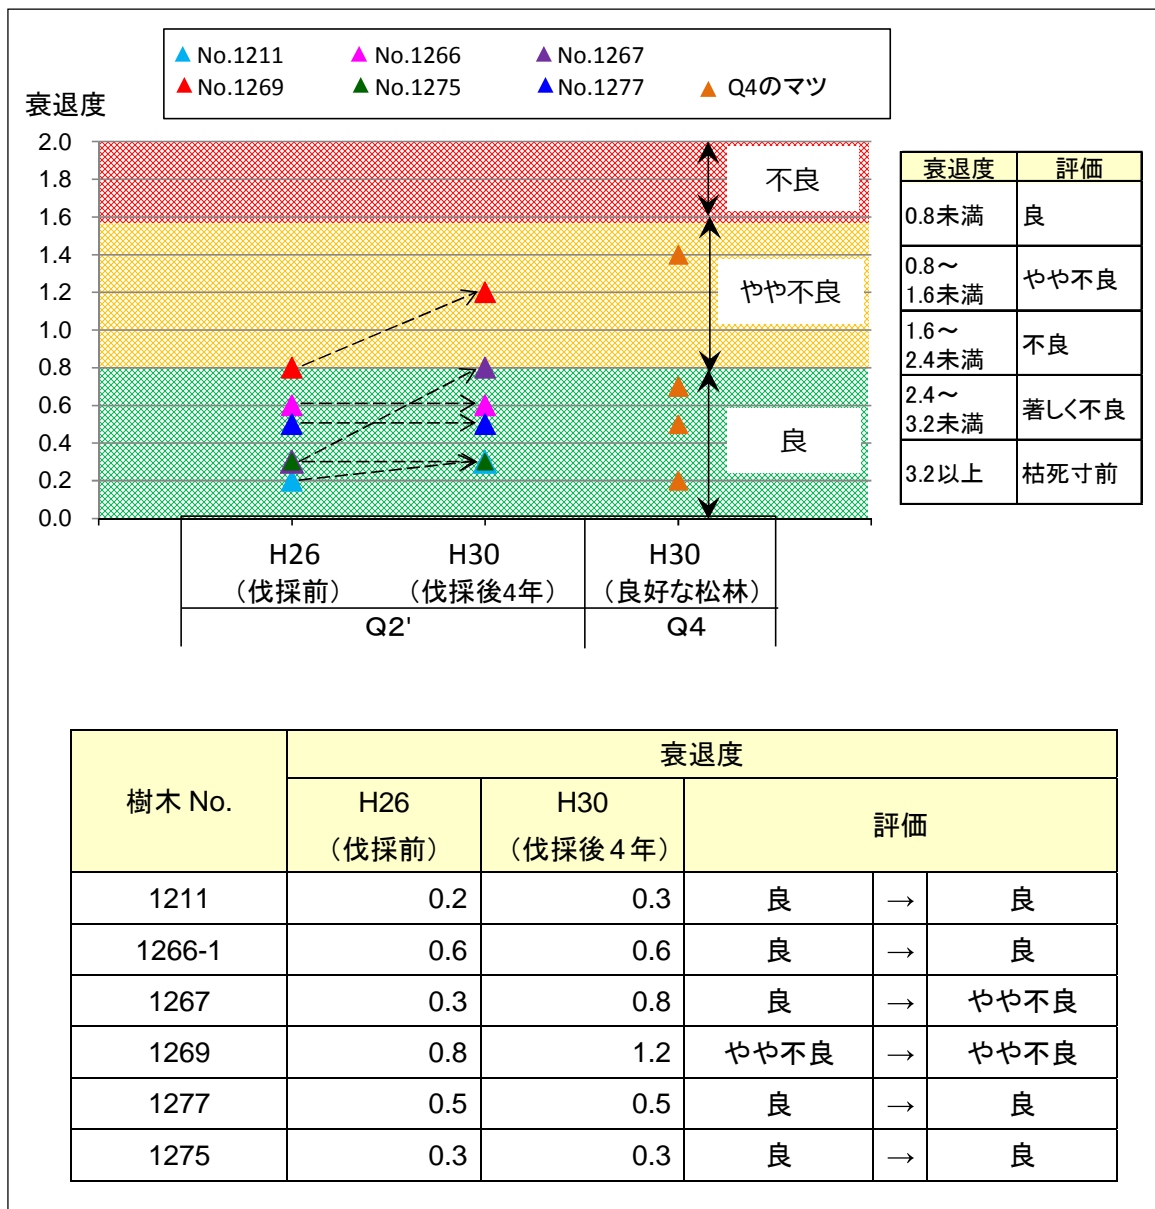 ▲ No.1211 ▲ No.1266 ▲ No.1267
▲ No.1269 ▲ No.1275 ▲ No.1277 ▲ Q4のマツ
衰退度
2.0
1.8
1.6
1.4
1.2
1.0
0.8
0.6
0.4
0.2
0.0
不良
やや不良
良
H26 H30 H30
（伐採前） （伐採後4年） （良好な松林）
Q2' Q4
衰退度 評価
0.8未満 良
0.8～
1.6未満 やや不良
1.6～
2.4未満 不良
2.4～
3.2未満 著しく不良
3.2以上 枯死寸前
樹木 No. 衰退度
H26 H30 評価
（伐採前） （伐採後４年）
1211 0.2 0.3 良 → 良
1266-1 0.6 0.6 良 → 良
1267 0.3 0.8 良 → やや不良
1269 0.8 1.2 やや不良 → やや不良
1277 0.5 0.5 良 → 良
1275 0.3 0.3 良 → 良